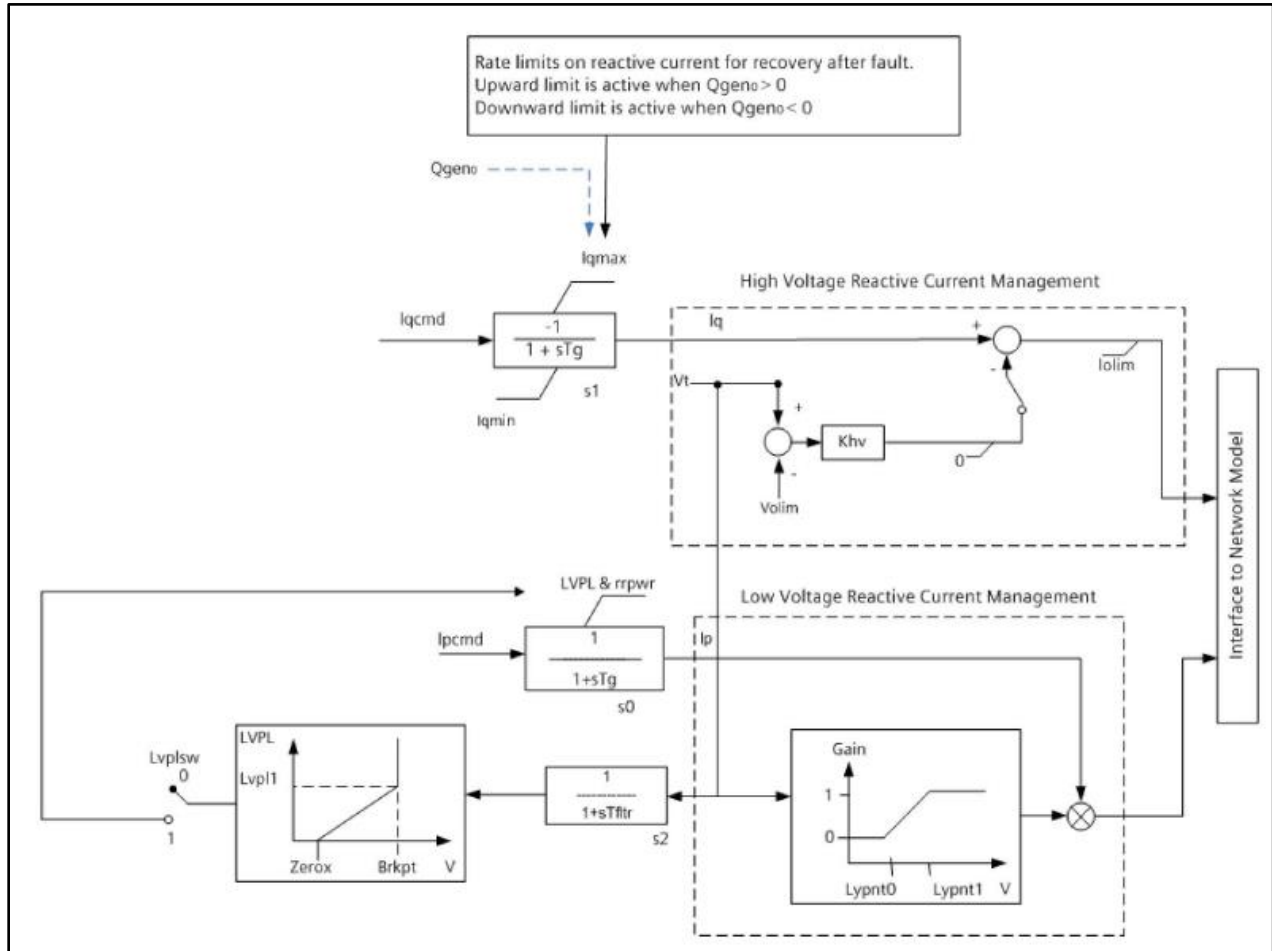 Rate limits on reactive current for recovery after fault.
Upward limit is active when Qgen₀ > 0
Downward limit is active when Qgen₀ < 0
Qgen₀
Iqmax
High Voltage Reactive Current Management
Iqcmd
-1
1 + sTg
s1
Iqmin
Iq
+
-
Iolim
Vt
+
Khv
0
-
Volim
Interface to Network Model
LVPL & rrpwr
Low Voltage Reactive Current Management
Ipcmd
1
1+sTg
s0
Ip
Lvplsw
0
1
LVPL
Lvpl1
Zerox
Brkpt
V
1
1+sTfltr
s2
Gain
1
0
Lypnt0
Lypnt1
V